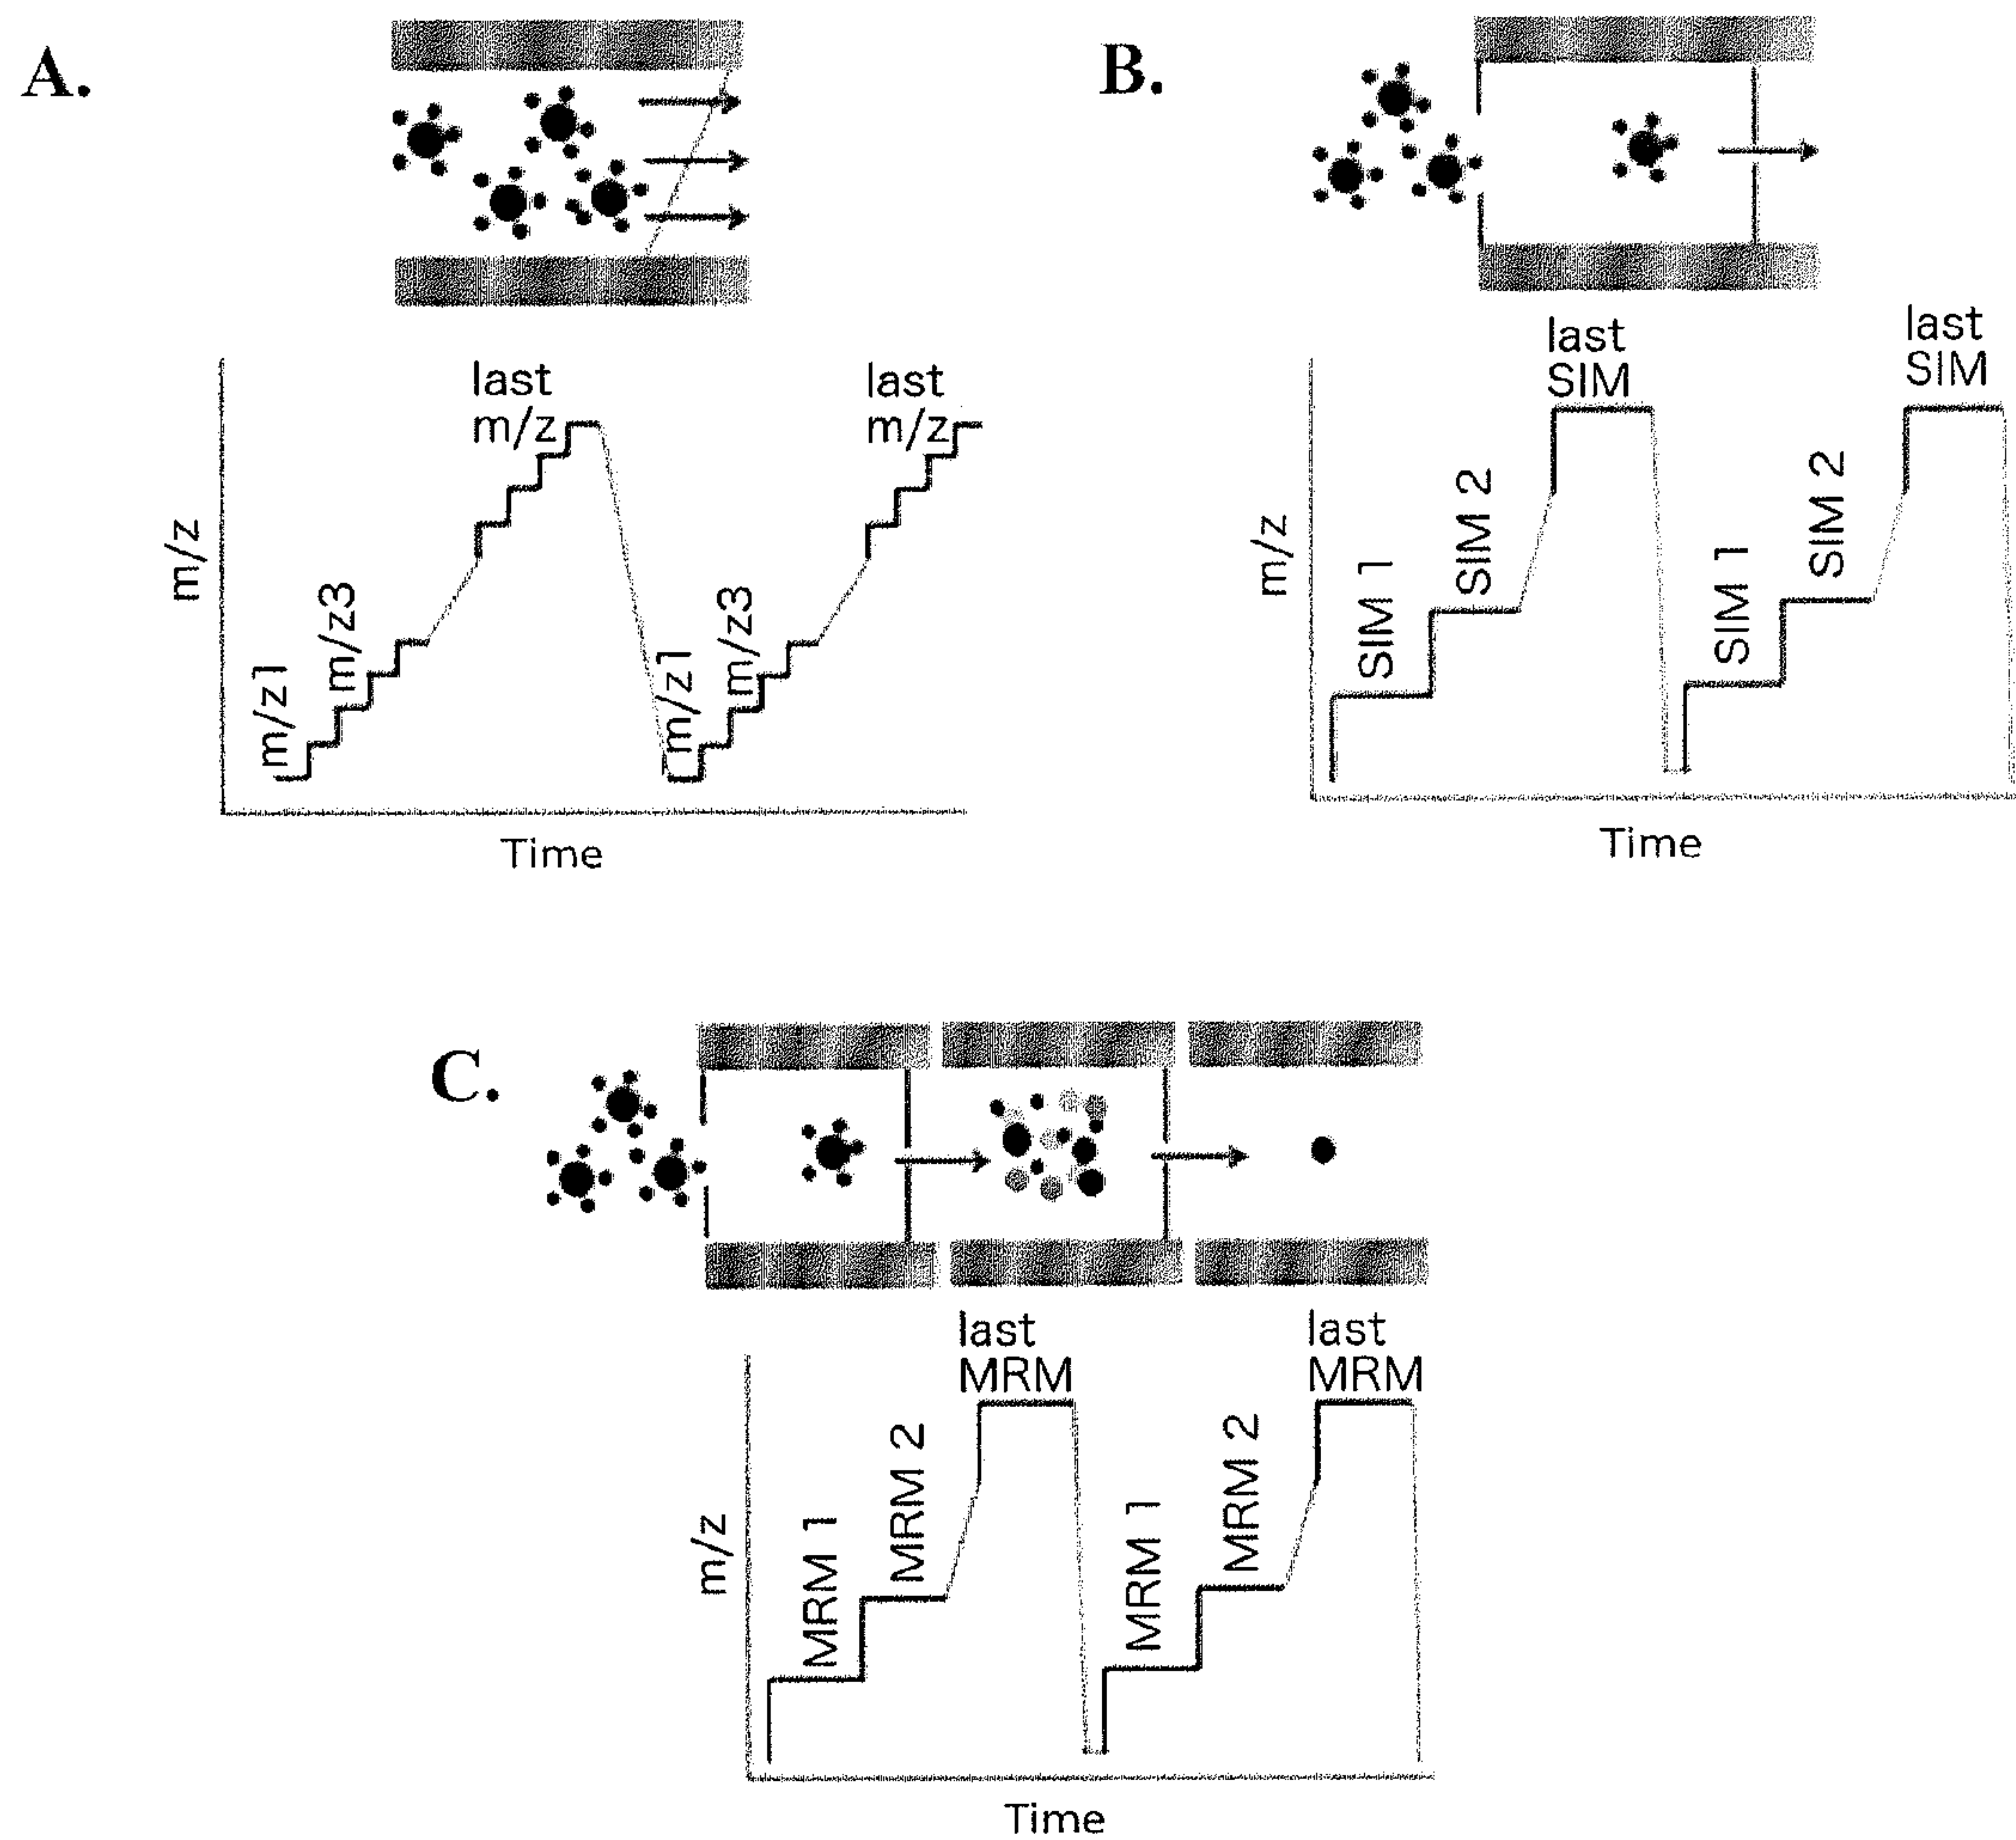 A.
last
m/z
last
m/z
m/z
m/z1
m/z3
m/z1
m/z3
Time
B.
last
SIM
last
SIM
m/z
SIM 1
SIM 2
SIM 1
SIM 2
Time
C.
last
MRM
last
MRM
m/z
MRM 1
MRM 2
MRM 1
MRM 2
Time